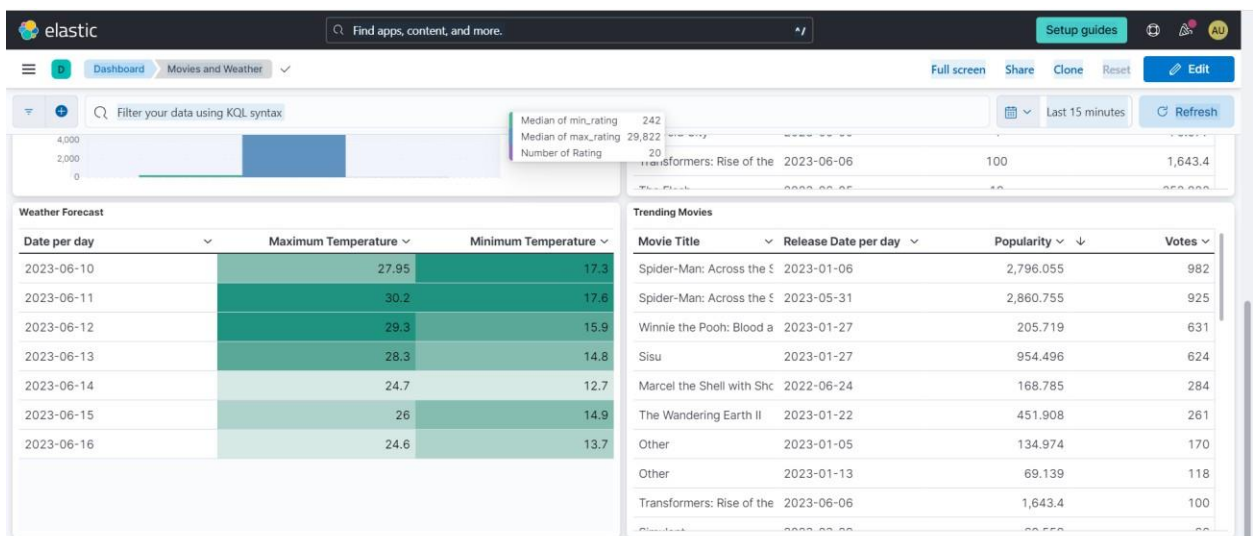 elastic
Find apps, content, and more.
^/
Setup guides
AU
D
Dashboard
Movies and Weather
Full screen
Share
Clone
Reset
Edit
Filter your data using KQL syntax
Last 15 minutes
Refresh
Median of min_rating 242
Median of max_rating 29,822
Number of Rating 20
4,000
2,000
0
Transformers: Rise of the 2023-06-06 100 1,643.4
Weather Forecast
Date per day Maximum Temperature Minimum Temperature
2023-06-10 27.95 17.3
2023-06-11 30.2 17.6
2023-06-12 29.3 15.9
2023-06-13 28.3 14.8
2023-06-14 24.7 12.7
2023-06-15 26 14.9
2023-06-16 24.6 13.7
Trending Movies
Movie Title Release Date per day Popularity Votes
Spider-Man: Across the S 2023-01-06 2,796.055 982
Spider-Man: Across the S 2023-05-31 2,860.755 925
Winnie the Pooh: Blood a 2023-01-27 205.719 631
Sisu 2023-01-27 954.496 624
Marcel the Shell with Sho 2022-06-24 168.785 284
The Wandering Earth II 2023-01-22 451.908 261
Other 2023-01-05 134.974 170
Other 2023-01-13 69.139 118
Transformers: Rise of the 2023-06-06 1,643.4 100